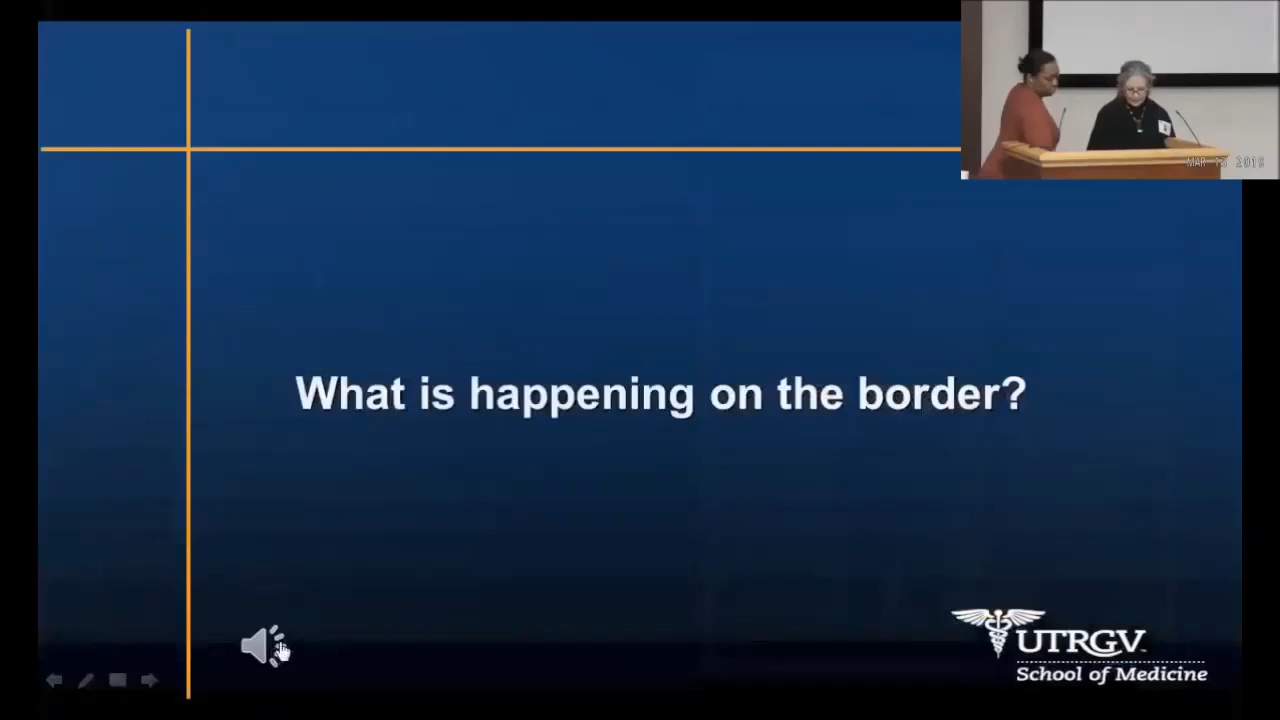 What is happening on the border?
UTRGV
School of Medicine